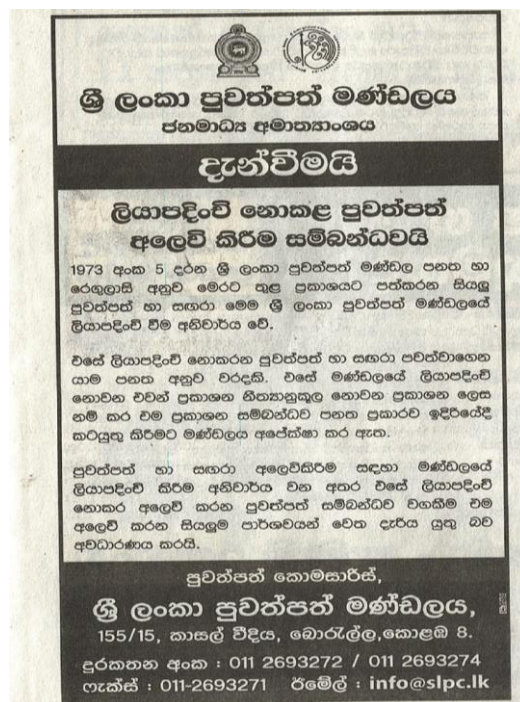 ශ්‍රී ලංකා පුවත්පත් මණ්ඩලය
ජනමාධ්‍ය අමාත්‍යාංශය
දැන්වීමයි
ලියාපදිංචි නොකළ පුවත්පත්
අලෙවි කිරීම සම්බන්ධවයි
1973 අංක 5 දරන ශ්‍රී ලංකා පුවත්පත් මණ්ඩල පනත හා
රෙගුලාසි අනුව මෙරට තුළ ප්‍රකාශයට පත්කරන සියලු
පුවත්පත් හා සඟරා මෙම ශ්‍රී ලංකා පුවත්පත් මණ්ඩලයේ
ලියාපදිංචි වීම අනිවාර්ය වේ.
එසේ ලියාපදිංචි නොකරන පුවත්පත් හා සඟරා පවත්වාගෙන
යාම පනත අනුව වරදකි. එසේ මණ්ඩලයේ ලියාපදිංචි
නොවන එවන් ප්‍රකාශන නීත්‍යානුකූල නොවන ප්‍රකාශන ලෙස
නම් කර එම ප්‍රකාශන සම්බන්ධව පනත ප්‍රකාරව ඉදිරියේදී
කටයුතු කිරීමට මණ්ඩලය අපේක්ෂා කර ඇත.
පුවත්පත් හා සඟරා අලෙවිකිරීම සඳහා මණ්ඩලයේ
ලියාපදිංචි කිරීම අනිවාර්ය වන අතර එසේ ලියාපදිංචි
නොකර අලෙවි කරන පුවත්පත් සම්බන්ධව වගකීම එම
අලෙවි කරන සියලුම පාර්ශවයන් වෙත දැරිය යුතු බව
අවධාරණය කරයි.
පුවත්පත් කොමසාරිස්,
ශ්‍රී ලංකා පුවත්පත් මණ්ඩලය,
155/15, කාසල් වීදිය, බොරැල්ල,කොළඹ 8.
දුරකතන අංක : 011 2693272 / 011 2693274
ෆැක්ස් : 011-2693271 ඊමේල් : info@slpc.lk